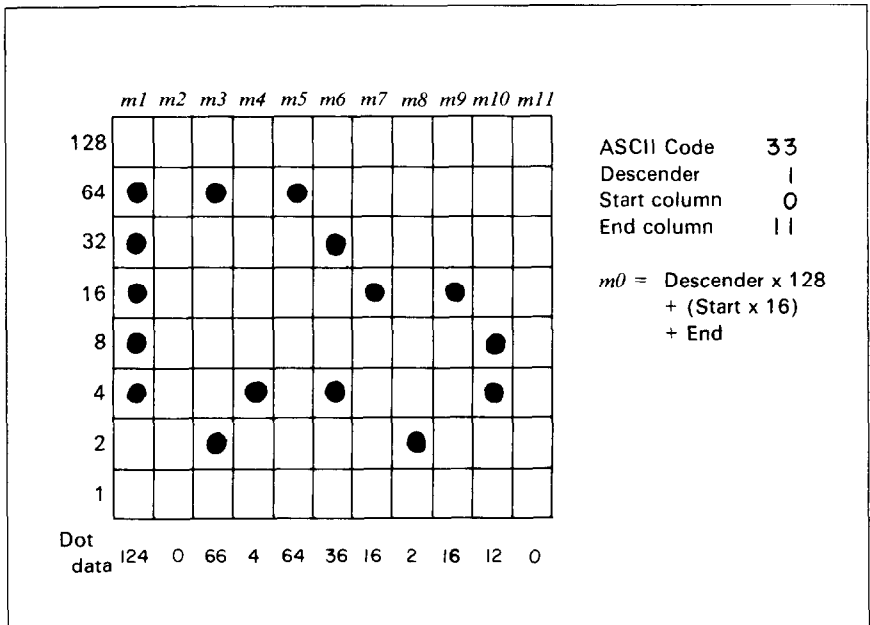 m1 m2 m3 m4 m5 m6 m7 m8 m9 m10 m11
128
64
32
16
8
4
2
1
Dot
data 124 0 66 4 64 36 16 2 16 12 0
ASCII Code 33
Descender 1
Start column 0
End column 11
m0 = Descender x 128
+ (Start x 16)
+ End